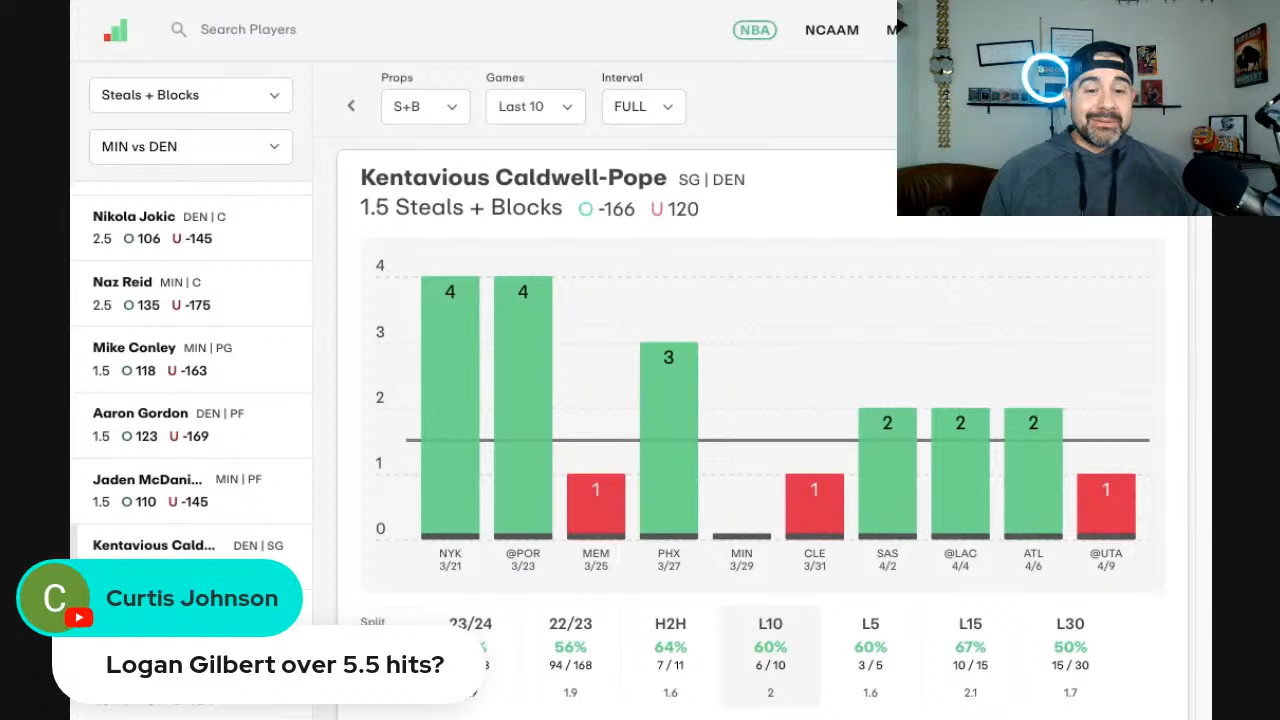 Search Players
NBA
NCAAM
M
Steals + Blocks
MIN vs DEN
Props
Games
Interval
S+B
Last 10
FULL
Nikola Jokic DEN | C
2.5 O 106 U -145
Naz Reid MIN | C
2.5 O 135 U -175
Mike Conley MIN | PG
1.5 O 118 U -163
Aaron Gordon DEN | PF
1.5 O 123 U -169
Jaden McDani... MIN | PF
1.5 O 110 U -145
Kentavious Cald... DEN | SG
Kentavious Caldwell-Pope SG | DEN
1.5 Steals + Blocks O -166 U 120
4
3
2
1
0
4
4
1
3
1
2
2
2
1
NYK @POR MEM PHX MIN CLE SAS @LAC ATL @UTA
3/21 3/23 3/25 3/27 3/29 3/31 4/2 4/4 4/6 4/9
Split 23/24 22/23 H2H L10 L5 L15 L30
% 56% 64% 60% 60% 67% 50%
3 94 / 168 7 / 11 6 / 10 3 / 5 10 / 15 15 / 30
1.9 1.6 2 1.6 2.1 1.7
C
Curtis Johnson
Logan Gilbert over 5.5 hits?